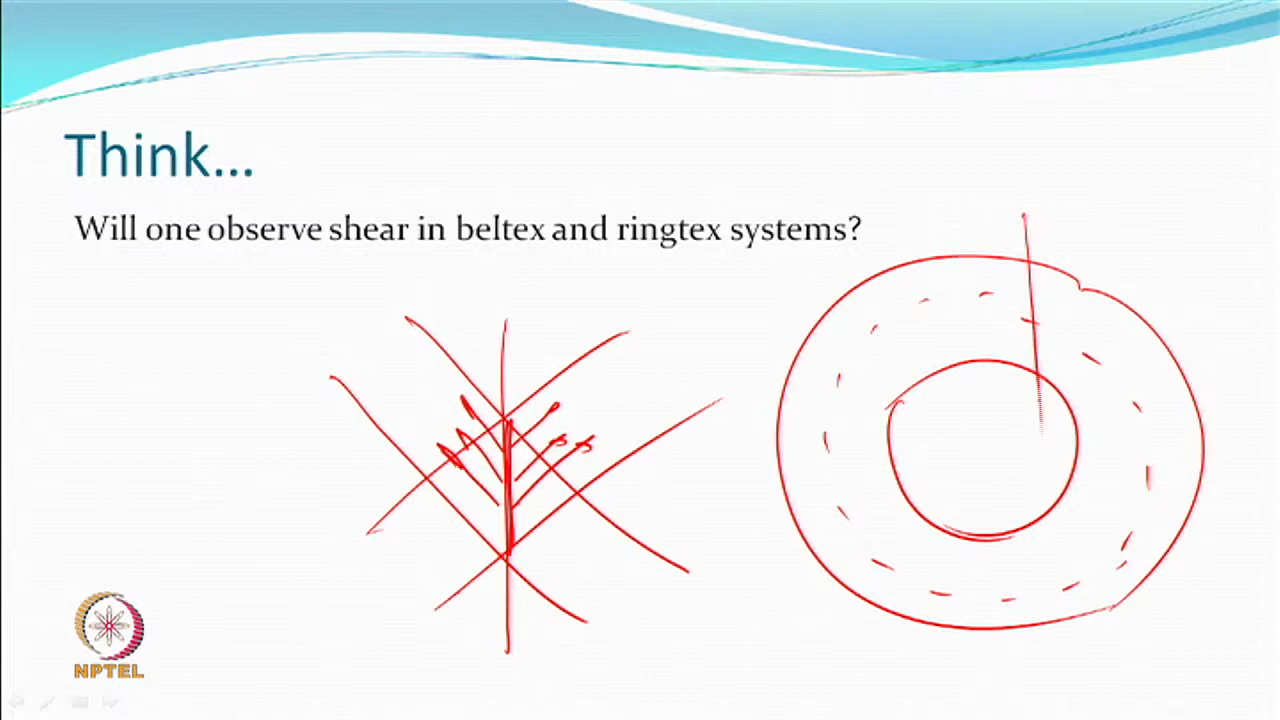 Think...
Will one observe shear in beltex and ringtex systems?
NPTEL